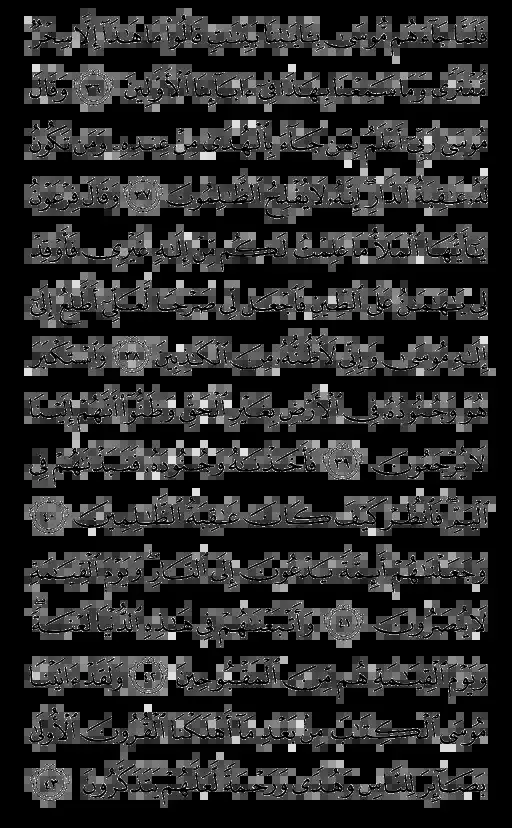 فَلَمَّا جَآءَهُم مُّوسَىٰ بِـَٔايَٰتِنَا بَيِّنَٰتٍ قَالُوا۟ مَا هَٰذَآ إِلَّا سِحْرٌ
مُّفْتَرًى وَمَا سَمِعْنَا بِهَٰذَا فِىٓ ءَابَآئِنَا ٱلْأَوَّلِينَ ٣٦ وَقَالَ
مُوسَىٰ رَبِّىٓ أَعْلَمُ بِمَن جَآءَ بِٱلْهُدَىٰ مِنْ عِندِهِۦ وَمَن تَكُونُ
لَهُۥ عَٰقِبَةُ ٱلدَّارِ إِنَّهُۥ لَا يُفْلِحُ ٱلظَّٰلِمُونَ ٣٧ وَقَالَ فِرْعَوْنُ
يَٰٓأَيُّهَا ٱلْمَلَأُ مَا عَلِمْتُ لَكُم مِّنْ إِلَٰهٍ غَيْرِى فَأَوْقِدْ
لِى يَٰهَٰمَٰنُ عَلَى ٱلطِّينِ فَٱجْعَل لِّى صَرْحًا لَّعَلِّىٓ أَطَّلِعُ إِلَىٰٓ
إِلَٰهِ مُوسَىٰ وَإِنِّى لَأَظُنُّهُۥ مِنَ ٱلْكَٰذِبِينَ ٣٨ وَٱسْتَكْبَرَ
هُوَ وَجُنُودُهُۥ فِى ٱلْأَرْضِ بِغَيْرِ ٱلْحَقِّ وَظَنُّوٓا۟ أَنَّهُمْ إِلَيْنَا
لَا يُرْجَعُونَ ٣٩ فَأَخَذْنَٰهُ وَجُنُودَهُۥ فَنَبَذْنَٰهُمْ فِى
ٱلْيَمِّ فَٱنظُرْ كَيْفَ كَانَ عَٰقِبَةُ ٱلظَّٰلِمِينَ ٤٠
وَجَعَلْنَٰهُمْ أَئِمَّةً يَدْعُونَ إِلَى ٱلنَّارِ وَيَوْمَ ٱلْقِيَٰمَةِ
لَا يُنصَرُونَ ٤١ وَأَتْبَعْنَٰهُمْ فِى هَٰذِهِ ٱلدُّنْيَا لَعْنَةً
وَيَوْمَ ٱلْقِيَٰمَةِ هُم مِّنَ ٱلْمَقْبُوحِينَ ٤٢ وَلَقَدْ ءَاتَيْنَا
مُوسَى ٱلْكِتَٰبَ مِنۢ بَعْدِ مَآ أَهْلَكْنَا ٱلْقُرُونَ ٱلْأُولَىٰ
بَصَآئِرَ لِلنَّاسِ وَهُدًى وَرَحْمَةً لَّعَلَّهُمْ يَتَذَكَّرُونَ ٤٣